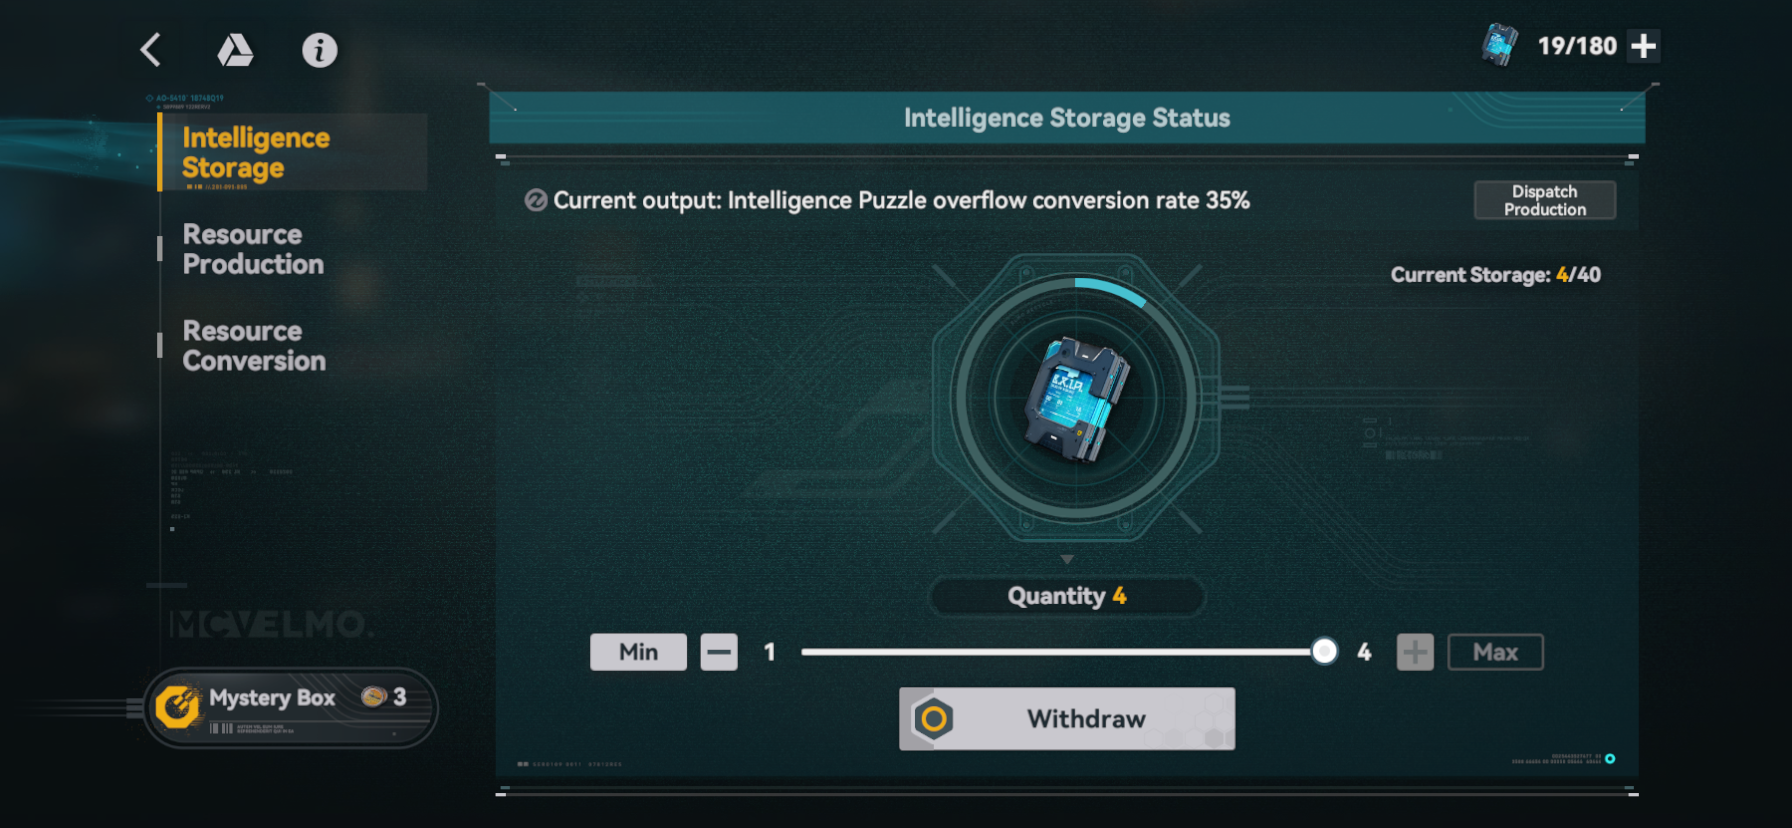 19/180
Intelligence
Storage
Resource
Production
Resource
Conversion
MCVELMO.
Mystery Box 3
Intelligence Storage Status
Current output: Intelligence Puzzle overflow conversion rate 35%
Dispatch
Production
Current Storage: 4/40
Quantity 4
Min
1
4
Max
Withdraw